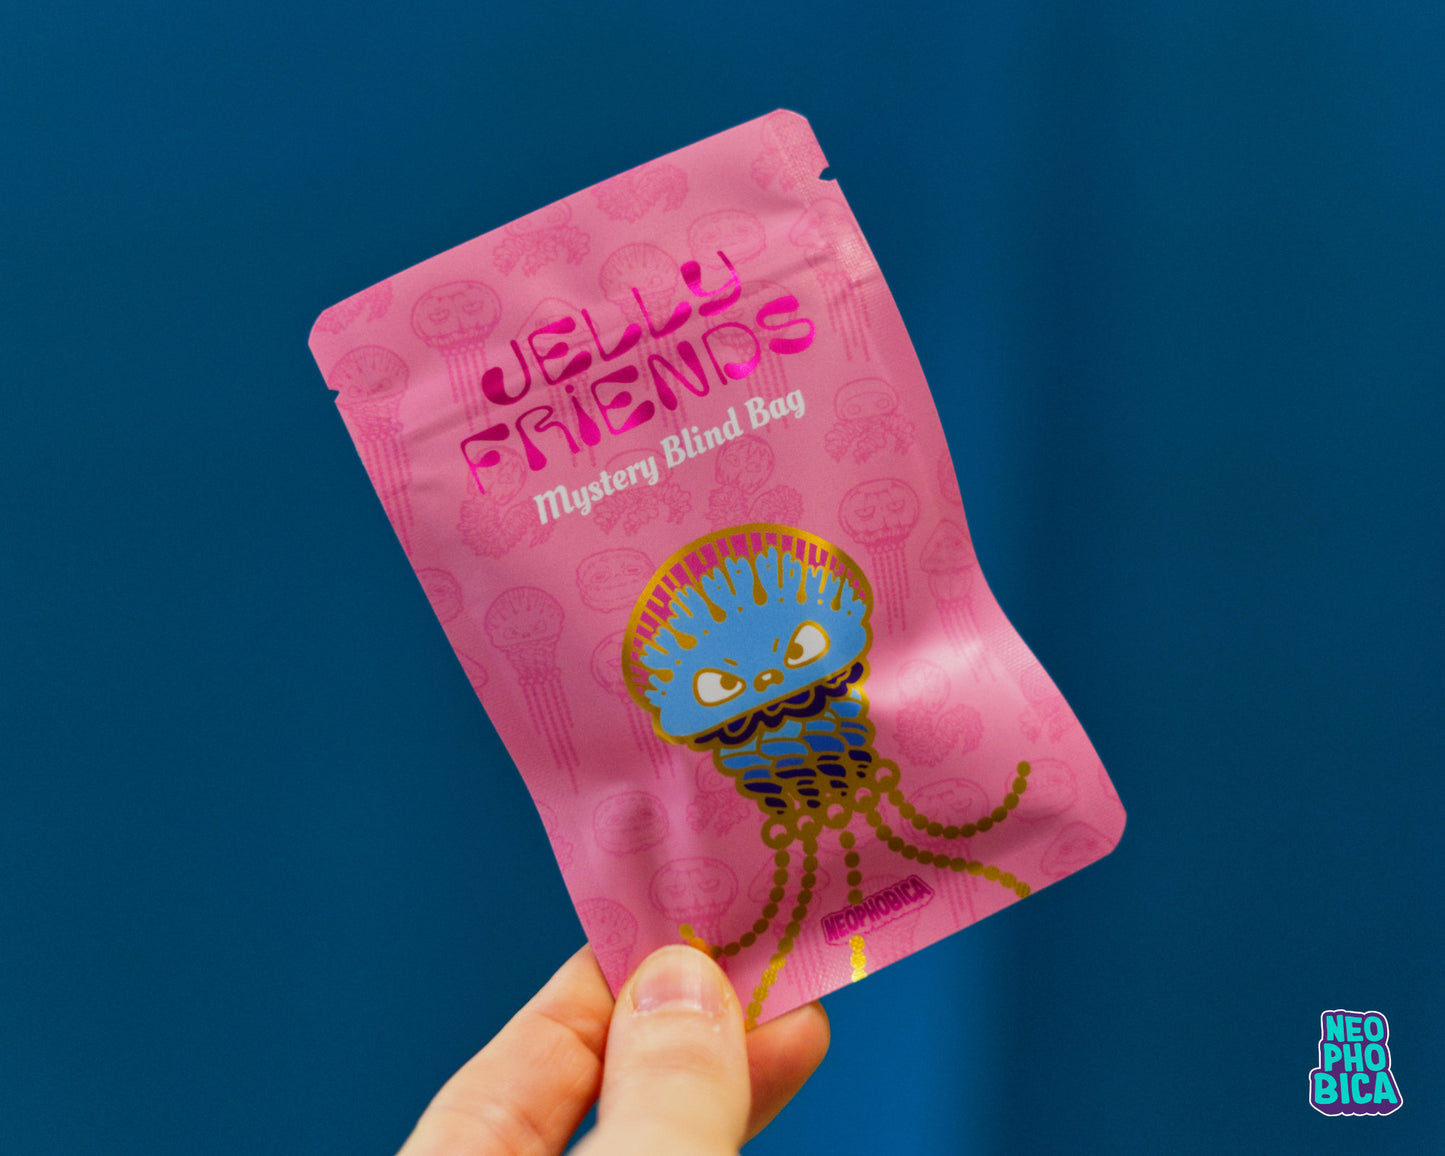 JELLY
FRiENDS
Mystery Blind Bag
NEOPHOBICA
NEO
PHO
BICA